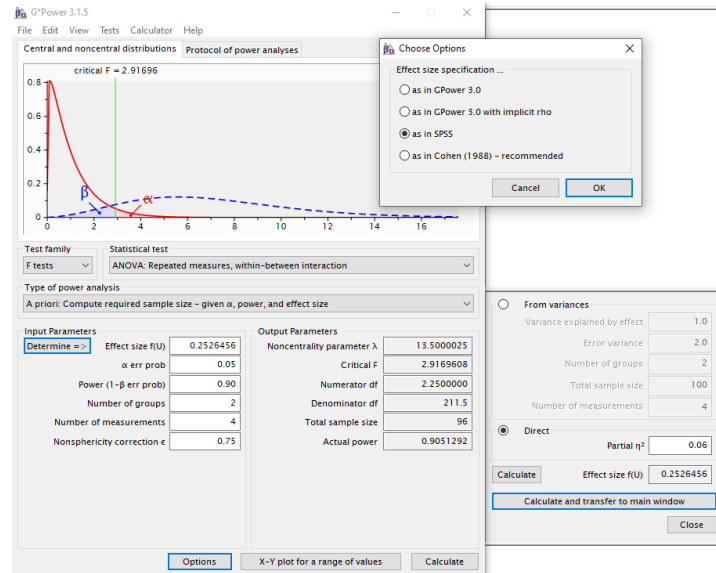 G*Power 3.1.5
File Edit View Tests Calculator Help
Central and noncentral distributions Protocol of power analyses
critical F = 2.91696
0.8
0.6
0.4
0.2
0
β
α
0 2 4 6 8 10 12 14 16
Test family Statistical test
F tests ANOVA: Repeated measures, within-between interaction
Type of power analysis
A priori: Compute required sample size - given α, power, and effect size
Input Parameters Output Parameters
Determine => Effect size f(U) 0.2526456 Noncentrality parameter λ 13.5000025
α err prob 0.05 Critical F 2.9169608
Power (1-β err prob) 0.90 Numerator df 2.2500000
Number of groups 2 Denominator df 211.5
Number of measurements 4 Total sample size 96
Nonsphericity correction ϵ 0.75 Actual power 0.9051292
Options X-Y plot for a range of values Calculate
Choose Options
Effect size specification ...
as in GPower 3.0
as in GPower 3.0 with implicit rho
as in SPSS
as in Cohen (1988) - recommended
Cancel OK
From variances
Variance explained by effect 1.0
Error variance 2.0
Number of groups 2
Total sample size 100
Number of measurements 4
Direct
Partial η² 0.06
Calculate Effect size f(U) 0.2526456
Calculate and transfer to main window
Close